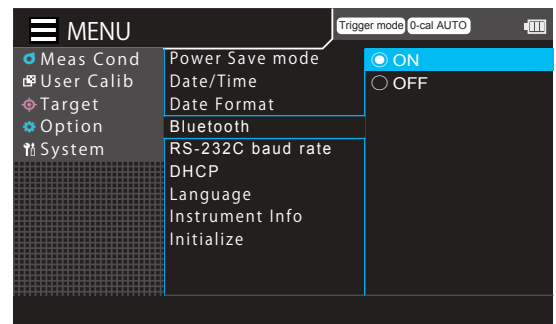 MENU
Trigger mode 0-cal AUTO
Meas Cond
User Calib
Target
Option
System
Power Save mode
Date/Time
Date Format
Bluetooth
RS-232C baud rate
DHCP
Language
Instrument Info
Initialize
ON
OFF